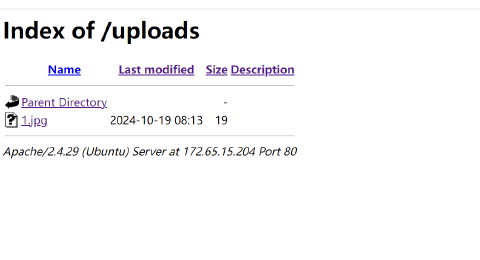 Index of /uploads
Name Last modified Size Description
Parent Directory -
1.jpg 2024-10-19 08:13 19
Apache/2.4.29 (Ubuntu) Server at 172.65.15.204 Port 80